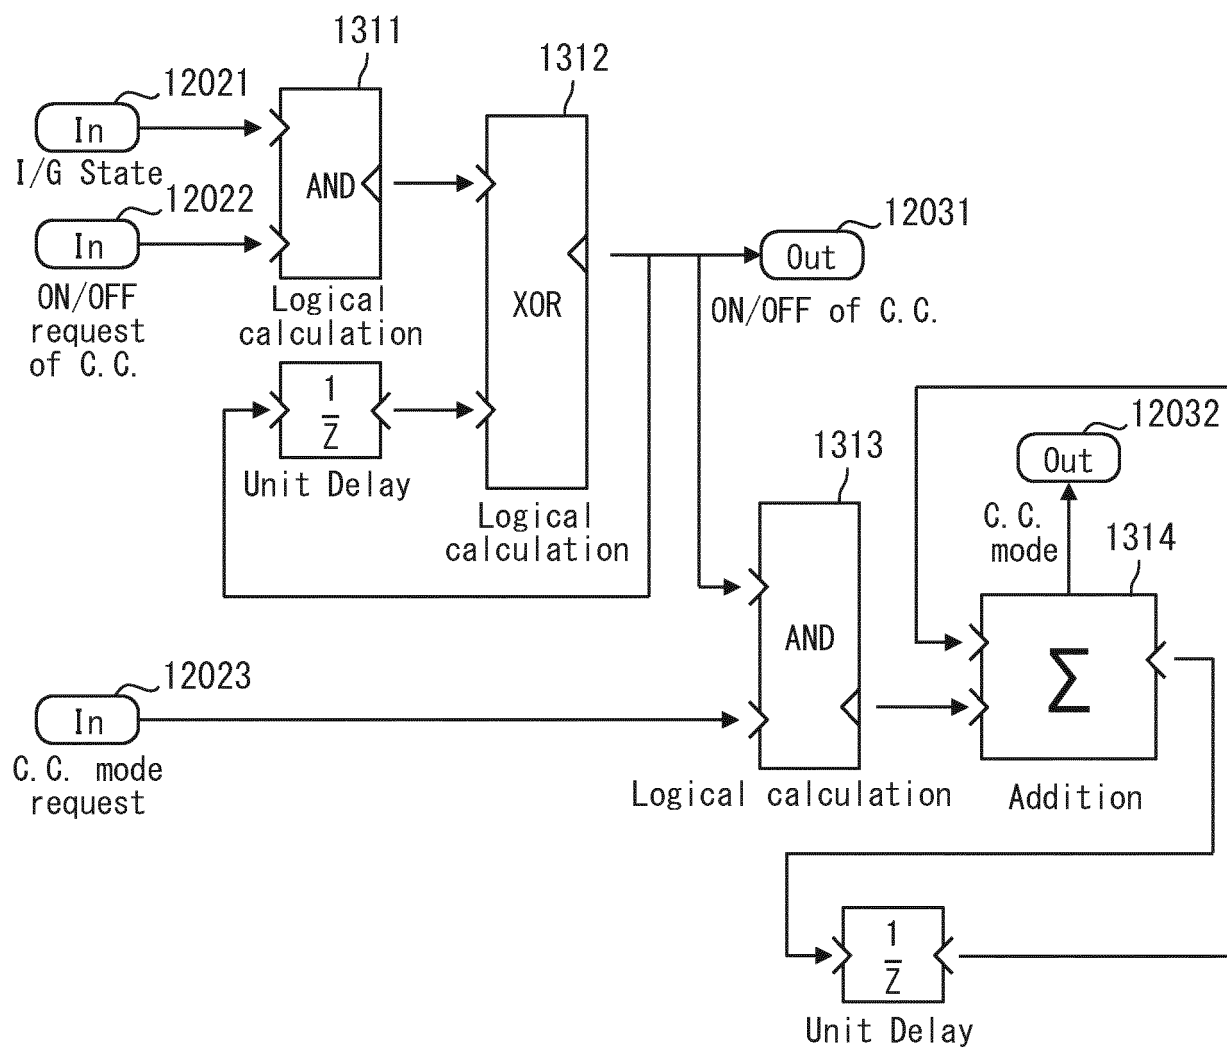 1311
1312
12021
In
I/G State
AND
12022
In
ON/OFF
request
of C.C.
Logical
calculation
XOR
12031
Out
ON/OFF of C.C.
1
Z
Unit Delay
Logical
calculation
12032
Out
C.C.
mode
1313
1314
AND
Σ
12023
In
C.C. mode
request
Logical calculation
Addition
1
Z
Unit Delay